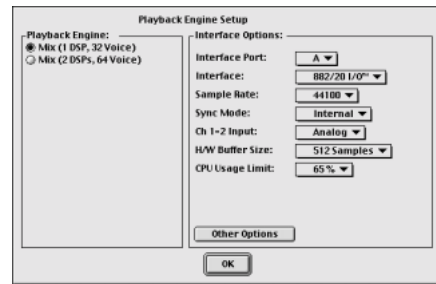 Playback Engine Setup
Playback Engine:
Mix (1 DSP, 32 Voice)
Mix (2 DSPs, 64 Voice)
Interface Options:
Interface Port: A
Interface: 882/20 I/O™
Sample Rate: 44100
Sync Mode: Internal
Ch 1-2 Input: Analog
H/W Buffer Size: 512 Samples
CPU Usage Limit: 65%
Other Options
OK